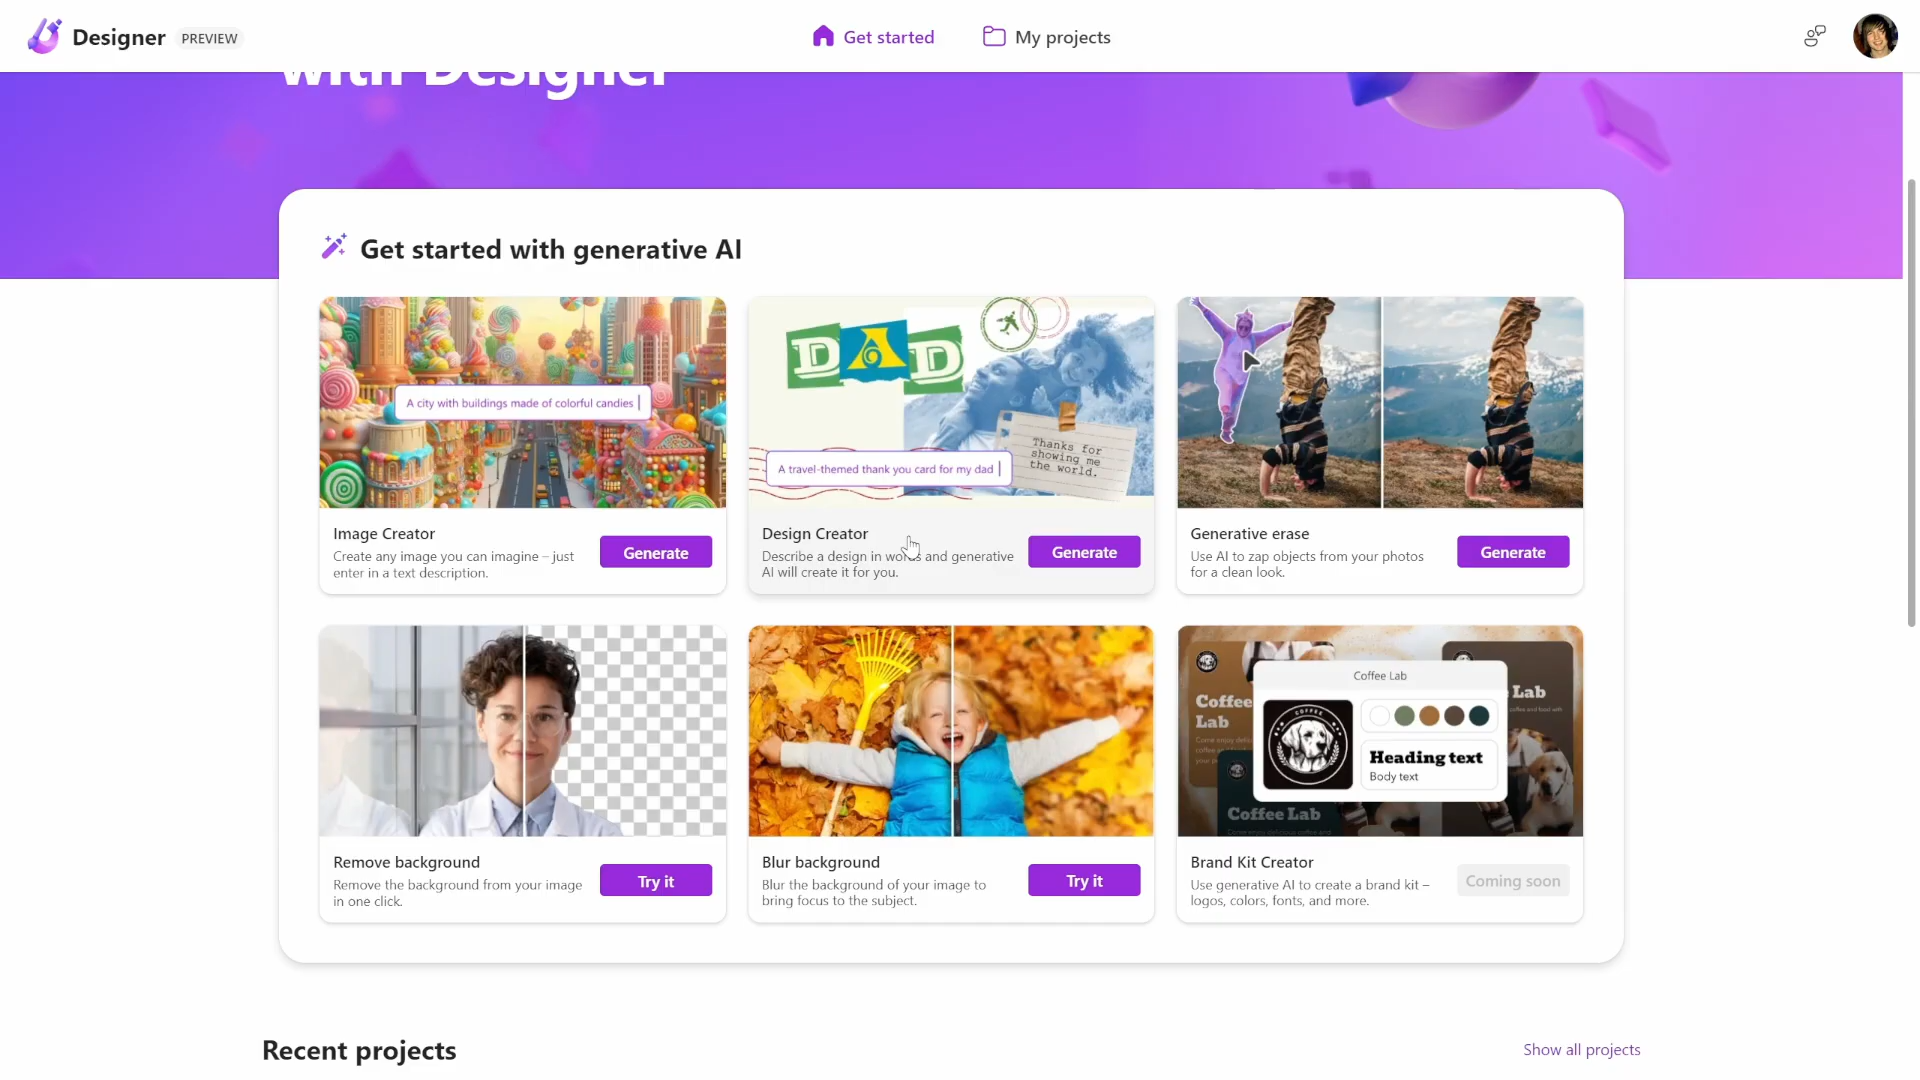 Designer PREVIEW
Get started
My projects
with Designer
Get started with generative AI
A city with buildings made of colorful candies
Image Creator
Create any image you can imagine – just
enter in a text description.
Generate
DAD
Thanks for
showing me
the world.
A travel-themed thank you card for my dad
Design Creator
Describe a design in words and generative
AI will create it for you.
Generate
Generative erase
Use AI to zap objects from your photos
for a clean look.
Generate
Remove background
Remove the background from your image
in one click.
Try it
Blur background
Blur the background of your image to
bring focus to the subject.
Try it
Coffee Lab
Coffee
Lab
Lab
COFFEE
Heading text
Body text
Coffee Lab
Brand Kit Creator
Use generative AI to create a brand kit –
logos, colors, fonts, and more.
Coming soon
Recent projects
Show all projects